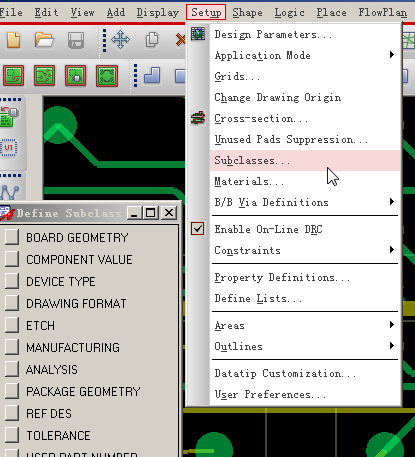 File Edit View Add Display Setup Shape Logic Place FlowPlan
Design Parameters...
Application Mode
Grids...
Change Drawing Origin
Cross-section...
Unused Pads Suppression...
Subclasses...
Materials...
B/B Via Definitions
Enable On-Line DRC
Constraints
Property Definitions...
Define Lists...
Areas
Outlines
Datatip Customization...
User Preferences...
U1
Define Subclass
BOARD GEOMETRY
COMPONENT VALUE
DEVICE TYPE
DRAWING FORMAT
ETCH
MANUFACTURING
ANALYSIS
PACKAGE GEOMETRY
REF DES
TOLERANCE
USER PART NUMBER